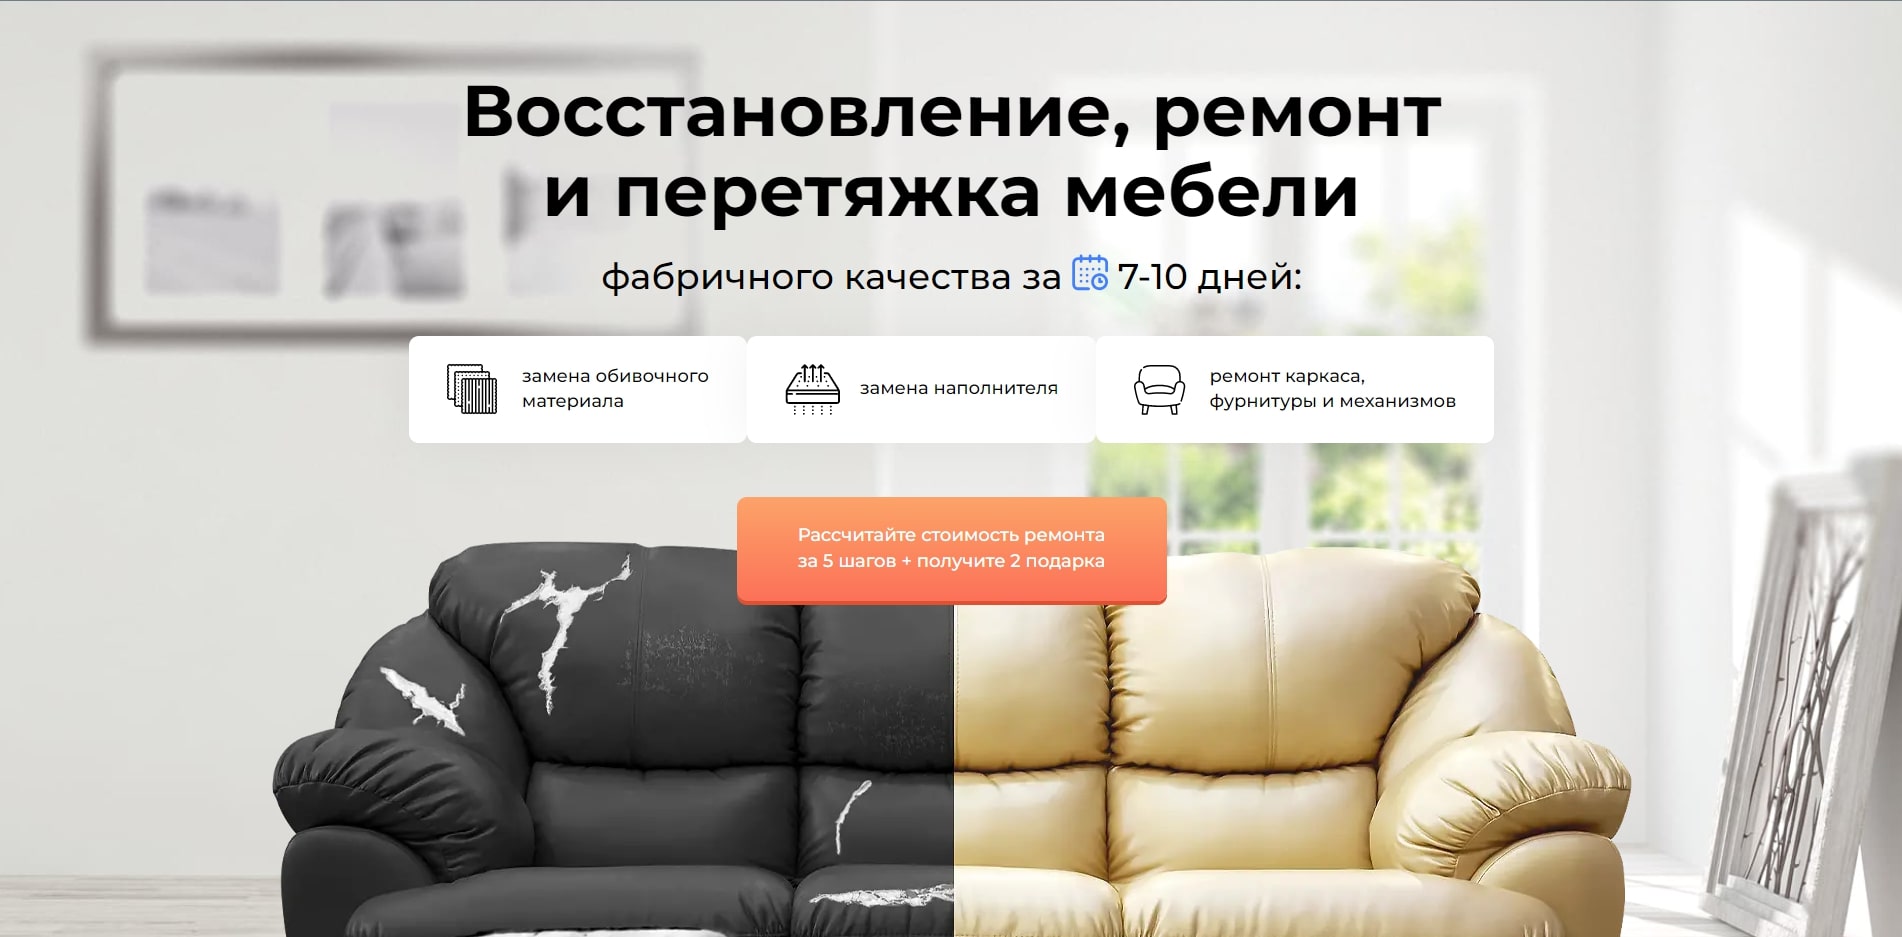 Восстановление, ремонт
и перетяжка мебели
фабричного качества за 7-10 дней:
замена обивочного
материала
замена наполнителя
ремонт каркаса,
фурнитуры и механизмов
Рассчитайте стоимость ремонта
за 5 шагов + получите 2 подарка